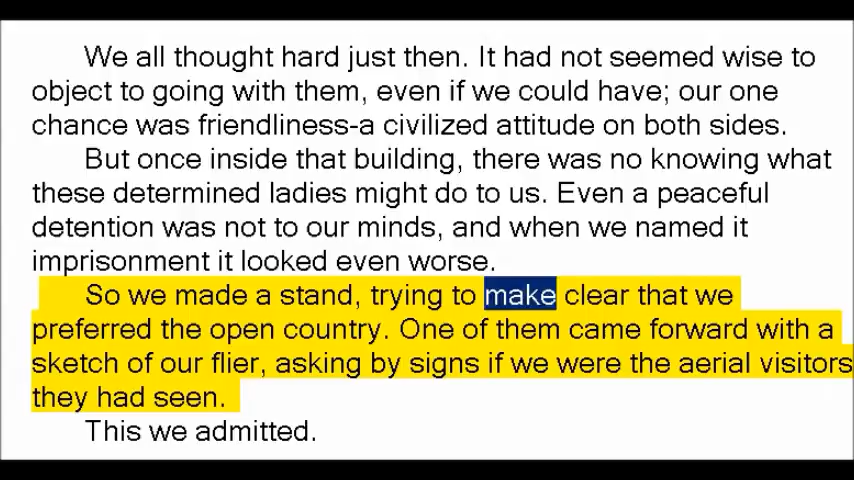 We all thought hard just then. It had not seemed wise to
object to going with them, even if we could have; our one
chance was friendliness-a civilized attitude on both sides.
But once inside that building, there was no knowing what
these determined ladies might do to us. Even a peaceful
detention was not to our minds, and when we named it
imprisonment it looked even worse.
So we made a stand, trying to make clear that we
preferred the open country. One of them came forward with a
sketch of our flier, asking by signs if we were the aerial visitors
they had seen.
This we admitted.